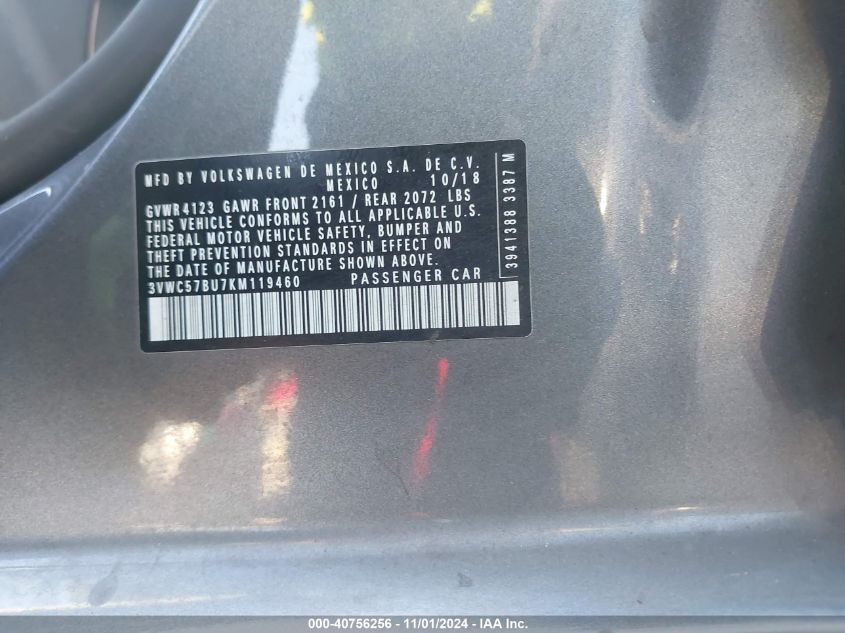 MFD BY VOLKSWAGEN DE MEXICO S.A. DE C.V.
MEXICO 10/18
GVWR 4123 GAWR FRONT 2161 / REAR 2072 LBS
THIS VEHICLE CONFORMS TO ALL APPLICABLE U.S.
FEDERAL MOTOR VEHICLE SAFETY, BUMPER AND
THEFT PREVENTION STANDARDS IN EFFECT ON
THE DATE OF MANUFACTURE SHOWN ABOVE.
3VWC57BU7KM119460 PASSENGER CAR
3941388 3387 M
000-40756256 - 11/01/2024 - IAA Inc.